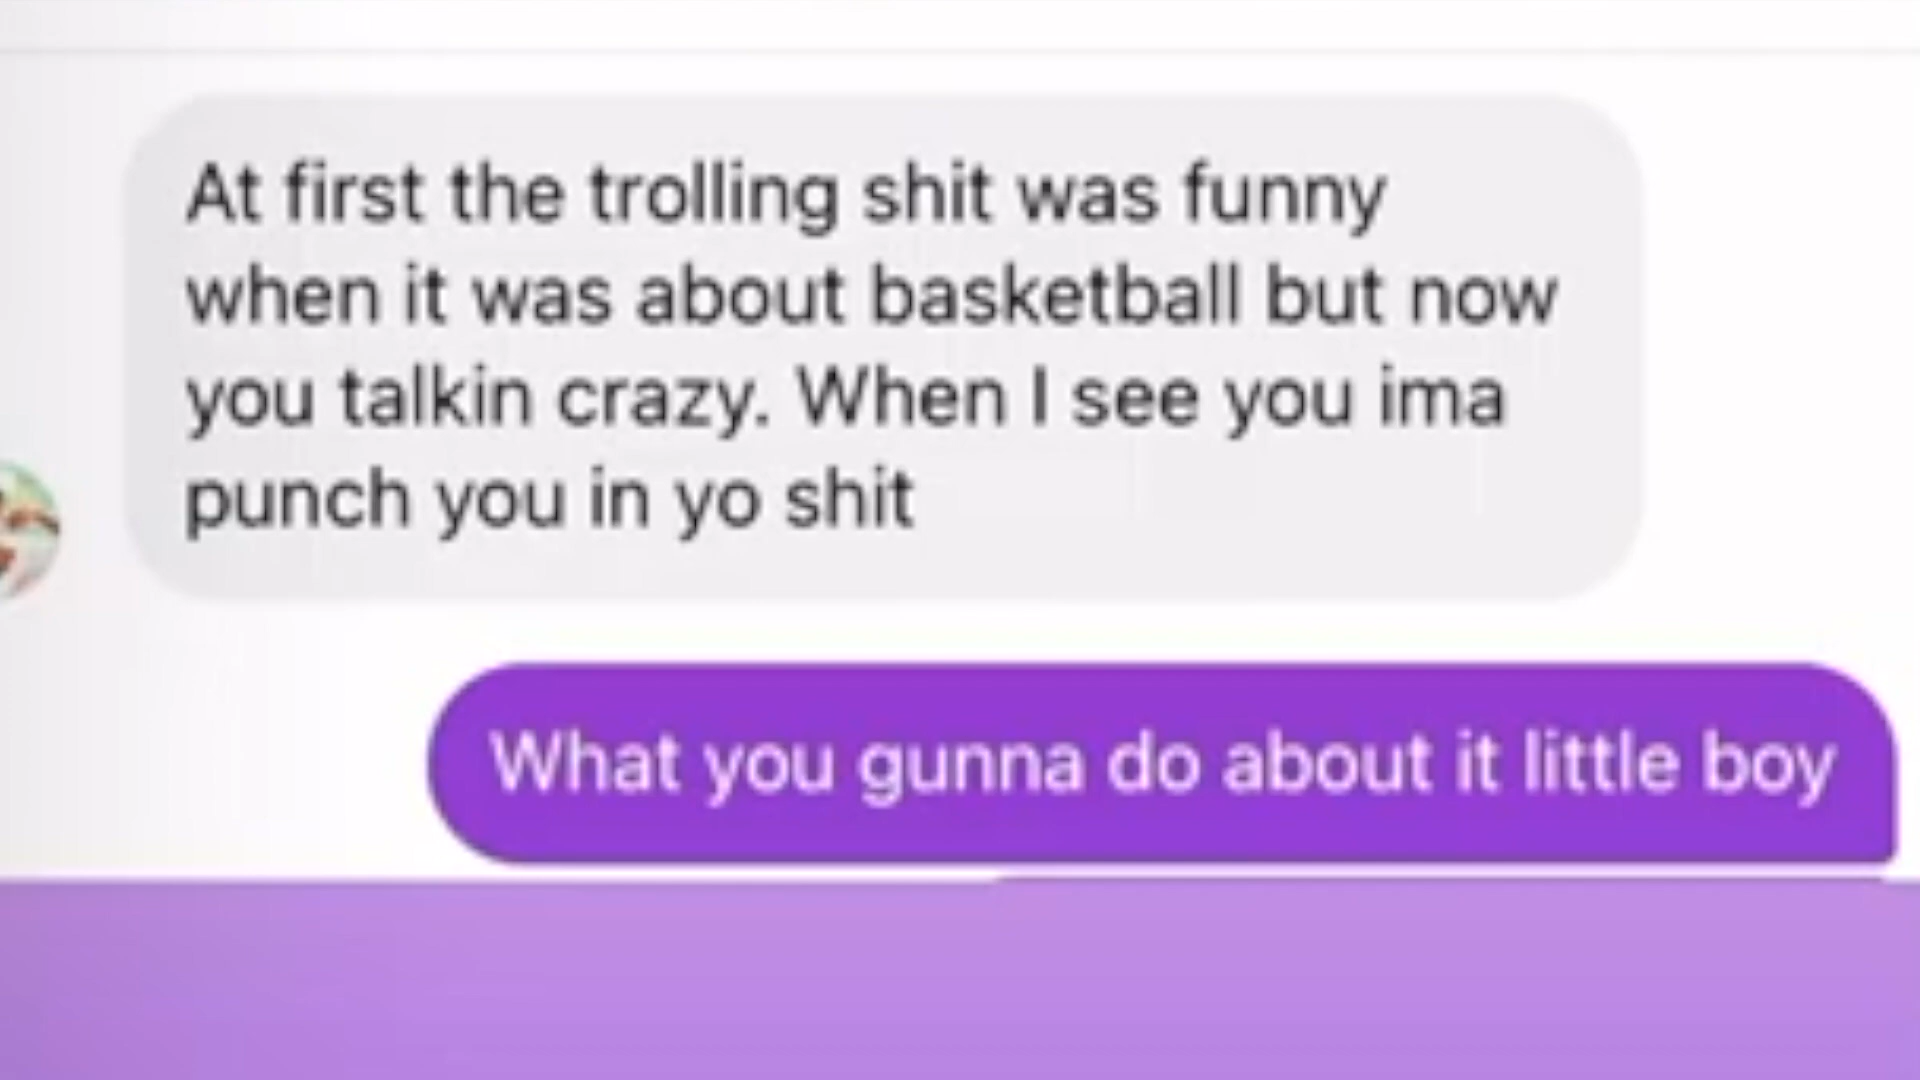 At first the trolling shit was funny
when it was about basketball but now
you talkin crazy. When I see you ima
punch you in yo shit
What you gunna do about it little boy